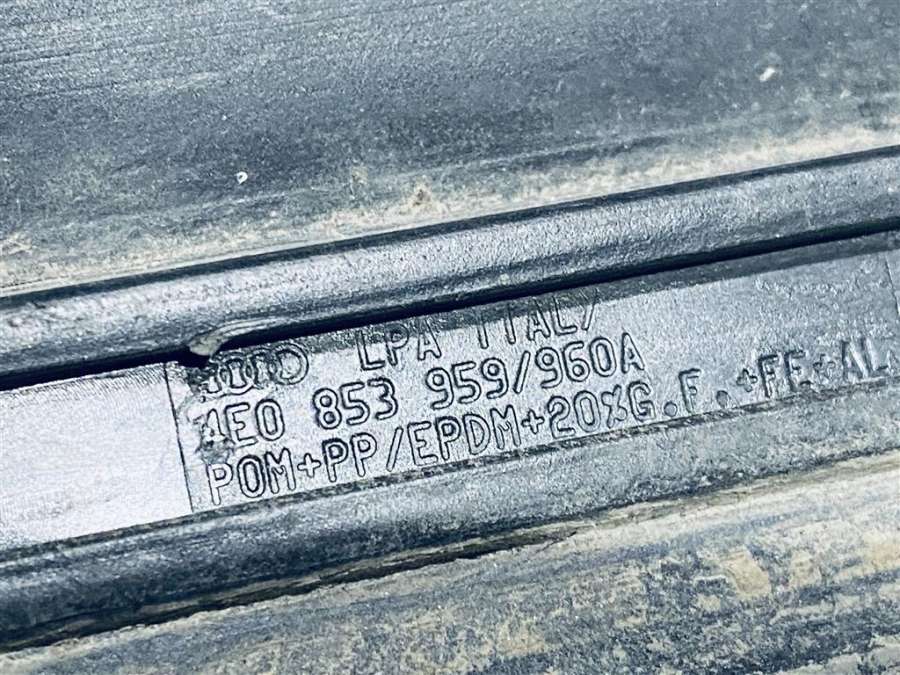 LPA ITALY
4E0 853 959/960A
POM+PP/EPDM+20%G.F.+FE+AL